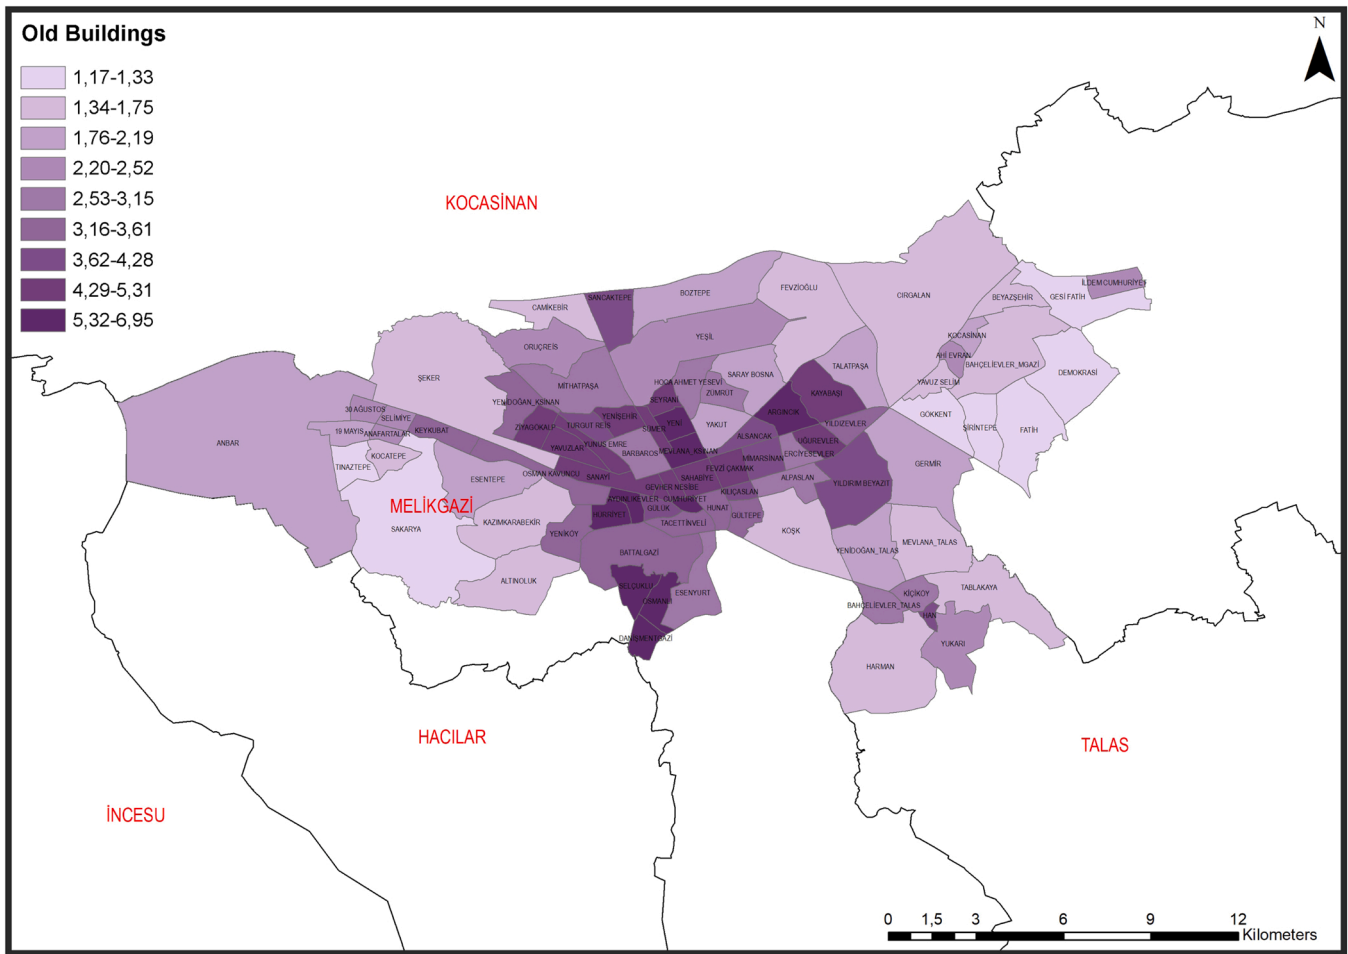 Old Buildings
N
1,17-1,33
1,34-1,75
1,76-2,19
2,20-2,52
2,53-3,15
3,16-3,61
3,62-4,28
4,29-5,31
5,32-6,95
KOCASİNAN
SANCAKTEPE
BOZTEPE
FEVZİOĞLU
CIRGALAN
İLDEM CUMHURİYET
BEYAZŞEHİR
GESİ FATİH
CAMİKEBİR
YEŞİL
KOCASİNAN
ORUÇREİS
AHİ EVRAN
BAHÇELİEVLER_MGAZİ
TALATPAŞA
SARAY BOSNA
DEMOKRASİ
ŞEKER
MİTHATPAŞA
HOCA AHMET YESEVİ
YAVUZ SELİM
ZÜMRÜT
KAYABAŞI
YENİDOĞAN_KSİNAN
SEYRANİ
30 AĞUSTOS
ARGINCIK
SELİMİYE
YENİŞEHİR
GÖKKENT
YENİ
YAKUT
YILDIZEVLER
ZİYAGÖKALP
TURGUT REİS
SÜMER
ŞİRİNTEPE
FATİH
19 MAYIS
ANAFARTALAR
KEYKUBAT
ALSANCAK
UĞUREVLER
ANBAR
YAVUZLAR
YUNUS EMRE
BARBAROS
MEVLANA_KSİNAN
ERCİYESEVLER
KOCATEPE
MİMARSİNAN
GERMİR
TINAZTEPE
FEVZİ ÇAKMAK
OSMAN KAVUNCU
SANAYİ
SAHABİYE
ALPASLAN
ESENTEPE
YILDIRIM BEYAZIT
GEVHER NESİBE
KILIÇASLAN
AYDINLIKEVLER
CUMHURİYET
MELİKGAZİ
GÜLÜK
HUNAT
HÜRRİYET
GÜLTEPE
KAZIMKARABEKİR
TACETTİNVELİ
SAKARYA
YENİKÖY
KÖŞK
MEVLANA_TALAS
BATTALGAZİ
YENİDOĞAN_TALAS
ALTINOLUK
SELÇUKLU
TABLAKAYA
ESENYURT
KİÇİKÖY
OSMANLI
BAHÇELİEVLER_TALAS
HAN
DANİŞMENTGAZİ
YUKARI
HARMAN
HACILAR
TALAS
İNCESU
0 1,5 3 6 9 12
Kilometers